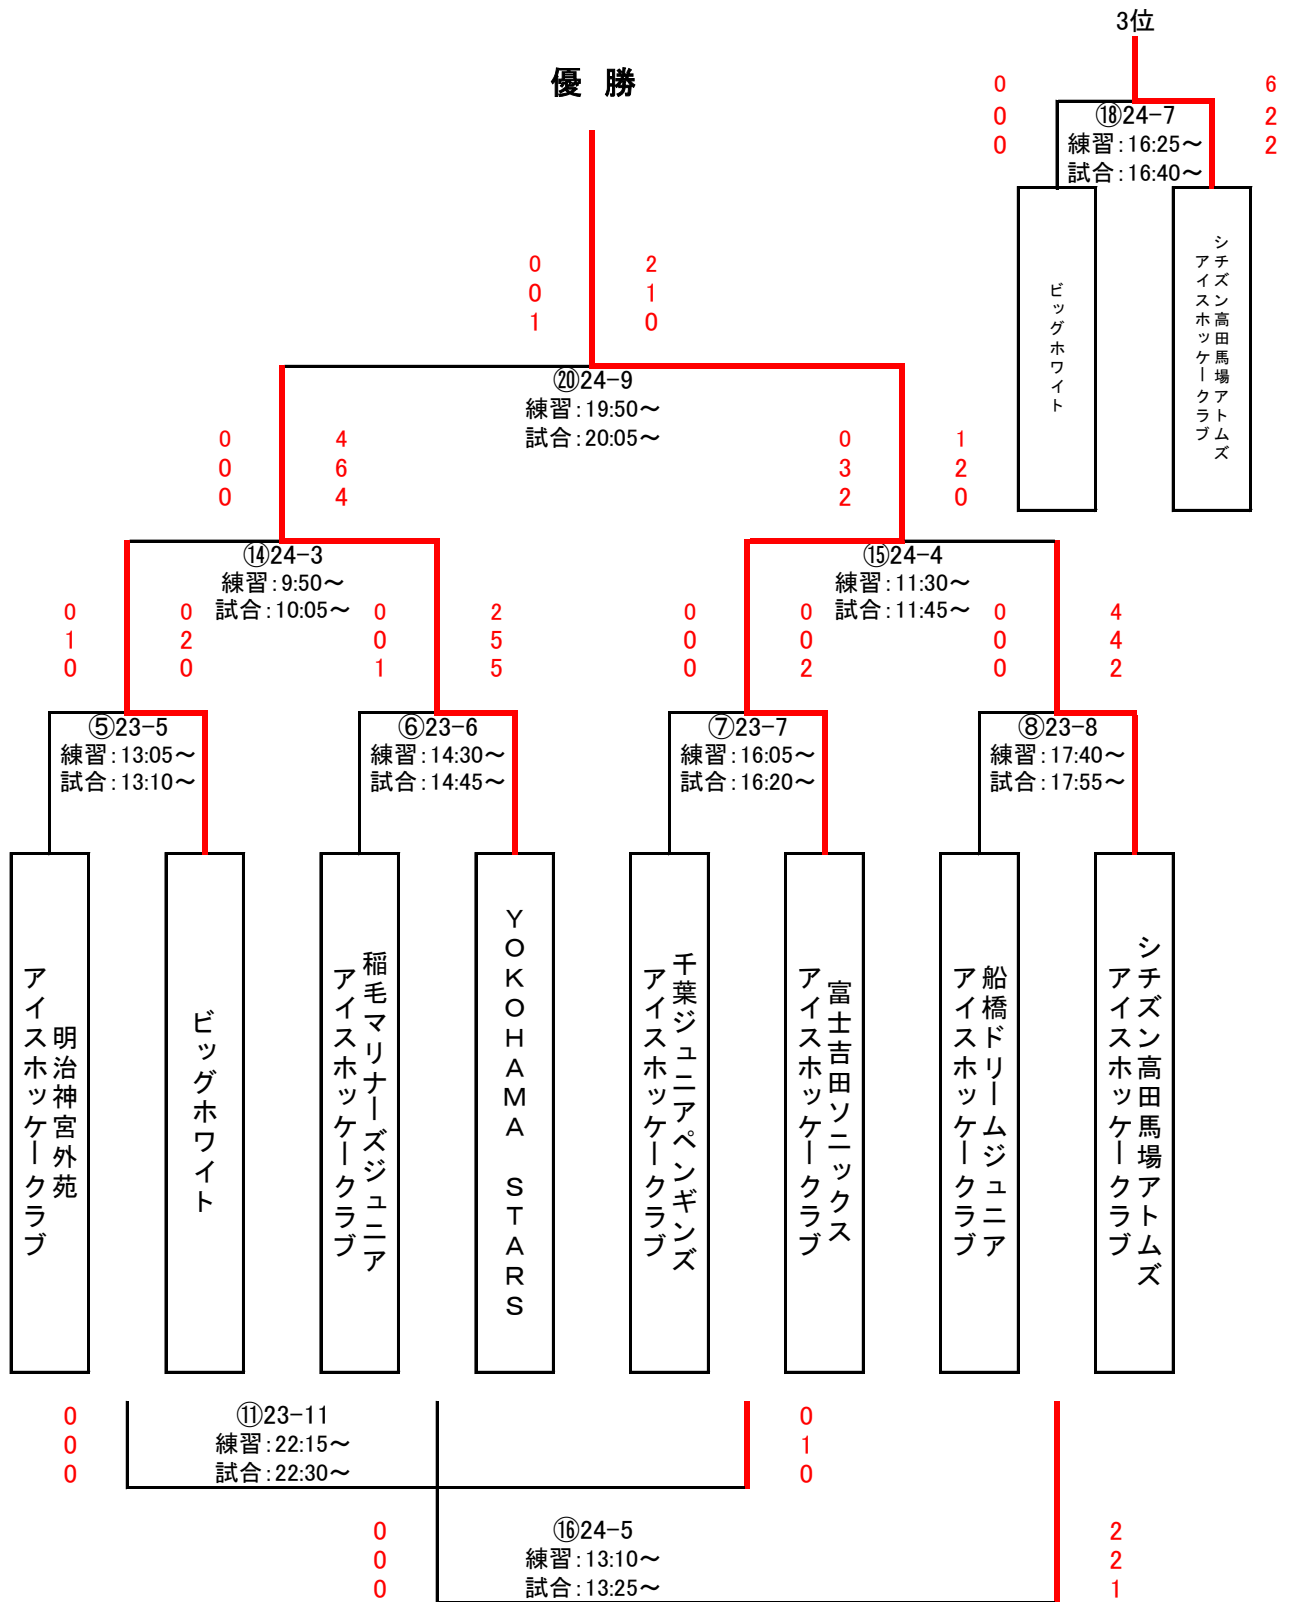 3位
優 勝
0 6
0 2
0 2
⑱24-7
練習：16:25～
試合：16:40～
ビッグホワイト
シチズン高田馬場アトムズ
アイスホッケークラブ
0 2
0 1
1 0
⑳24-9
練習：19:50～
試合：20:05～
0 4
0 6
0 4
0 1
3 2
2 0
⑭24-3
練習：9:50～
試合：10:05～
⑮24-4
練習：11:30～
試合：11:45～
0 0
1 2
0 0
0 2
0 5
1 5
0 0
0 0
0 2
0 4
0 4
0 2
⑤23-5
練習：13:05～
試合：13:10～
⑥23-6
練習：14:30～
試合：14:45～
⑦23-7
練習：16:05～
試合：16:20～
⑧23-8
練習：17:40～
試合：17:55～
明治神宮外苑
アイスホッケークラブ
ビッグホワイト
稲毛マリナーズジュニア
アイスホッケークラブ
YOKOHAMA STARS
千葉ジュニアペンギンズ
アイスホッケークラブ
富士吉田ソニックス
アイスホッケークラブ
船橋ドリームジュニア
アイスホッケークラブ
シチズン高田馬場アトムズ
アイスホッケークラブ
0 0
0 1
0 0
⑪23-11
練習：22:15～
試合：22:30～
0 2
0 2
0 1
⑯24-5
練習：13:10～
試合：13:25～